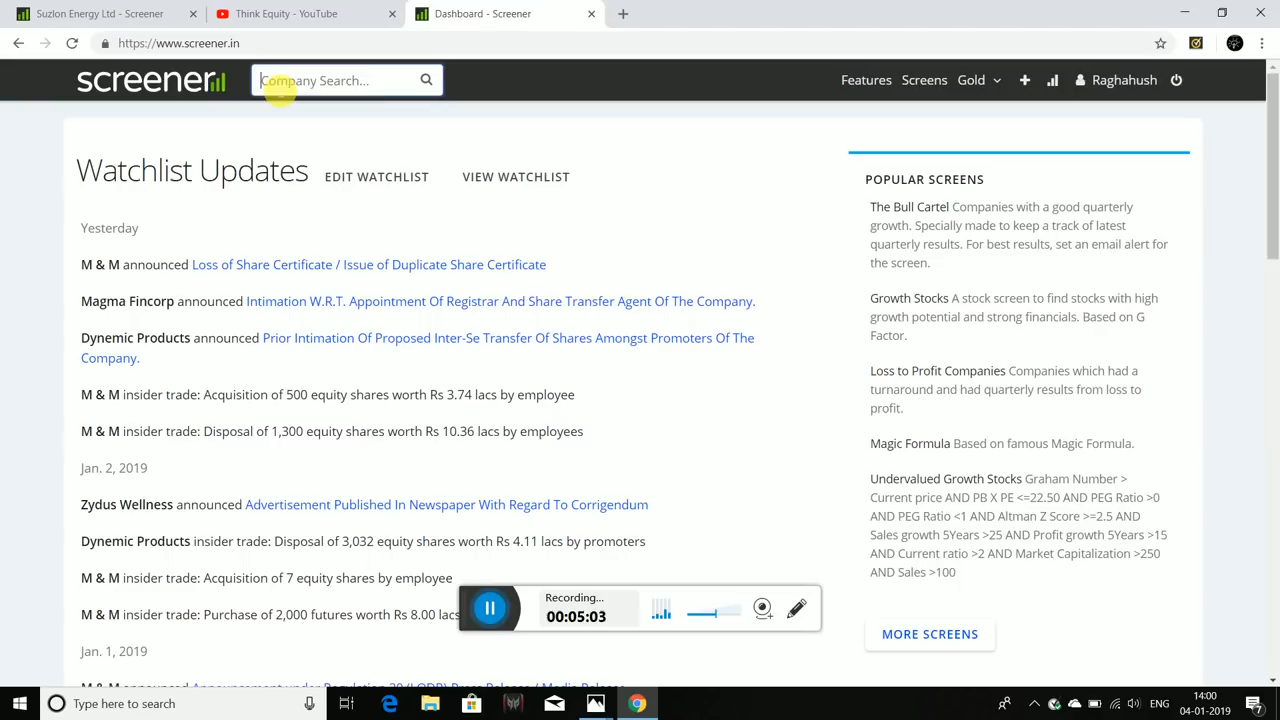 Suzlon Energy Ltd - Screener
Think Equity - YouTube
Dashboard - Screener
https://www.screener.in
screener
Company Search...
Features
Screens
Gold
Raghahush
Watchlist Updates
EDIT WATCHLIST
VIEW WATCHLIST
Yesterday
M & M announced Loss of Share Certificate / Issue of Duplicate Share Certificate
Magma Fincorp announced Intimation W.R.T. Appointment Of Registrar And Share Transfer Agent Of The Company.
Dynemic Products announced Prior Intimation Of Proposed Inter-Se Transfer Of Shares Amongst Promoters Of The
Company.
M & M insider trade: Acquisition of 500 equity shares worth Rs 3.74 lacs by employee
M & M insider trade: Disposal of 1,300 equity shares worth Rs 10.36 lacs by employees
Jan. 2, 2019
Zydus Wellness announced Advertisement Published In Newspaper With Regard To Corrigendum
Dynemic Products insider trade: Disposal of 3,032 equity shares worth Rs 4.11 lacs by promoters
M & M insider trade: Acquisition of 7 equity shares by employee
M & M insider trade: Purchase of 2,000 futures worth Rs 8.00 lacs
Jan. 1, 2019
M & M announced Announcement under Regulation 30 (LODR)-Press Release / Media Release
POPULAR SCREENS
The Bull Cartel Companies with a good quarterly
growth. Specially made to keep a track of latest
quarterly results. For best results, set an email alert for
the screen.
Growth Stocks A stock screen to find stocks with high
growth potential and strong financials. Based on G
Factor.
Loss to Profit Companies Companies which had a
turnaround and had quarterly results from loss to
profit.
Magic Formula Based on famous Magic Formula.
Undervalued Growth Stocks Graham Number >
Current price AND PB X PE <=22.50 AND PEG Ratio >0
AND PEG Ratio <1 AND Altman Z Score >=2.5 AND
Sales growth 5Years >25 AND Profit growth 5Years >15
AND Current ratio >2 AND Market Capitalization >250
AND Sales >100
MORE SCREENS
Recording...
00:05:03
Type here to search
ENG
14:00
04-01-2019
7